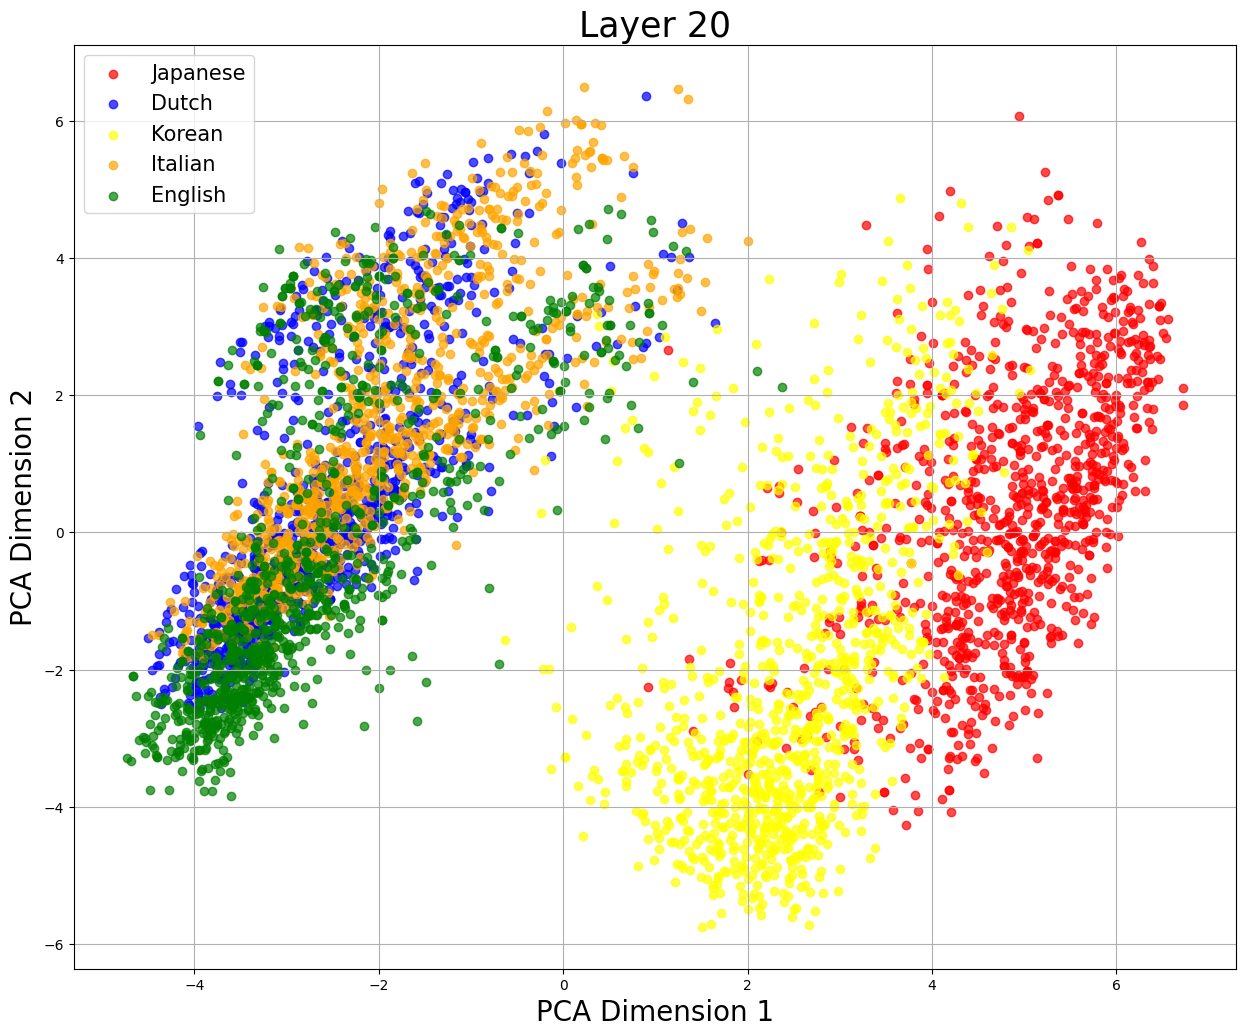 Layer 20
Japanese
Dutch
Korean
Italian
English
6
4
2
0
−2
−4
−6
PCA Dimension 2
−4
−2
0
2
4
6
PCA Dimension 1